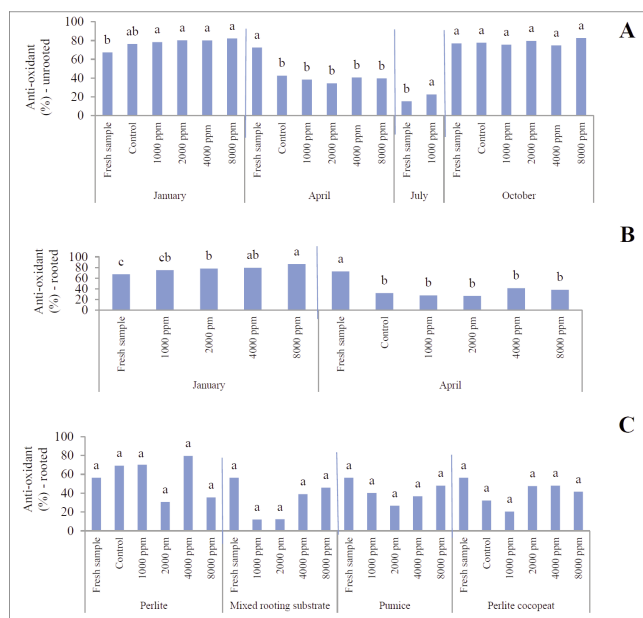 A
Anti-oxidant
(%) - unrooted
100
80
60
40
20
0
b ab a a a a a b b b b b b a a a a a a a
Fresh sample Control 1000 ppm 2000 ppm 4000 ppm 8000 ppm Fresh sample Control 1000 ppm 2000 ppm 4000 ppm 8000 ppm Fresh sample 1000 ppm Fresh sample Control 1000 ppm 2000 ppm 4000 ppm 8000 ppm
January April July October
B
Anti-oxidant
(%) - rooted
100
80
60
40
20
0
c cb b ab a a b b b b b
Fresh sample 1000 ppm 2000 pm 4000 ppm 8000 ppm Fresh sample Control 1000 ppm 2000 pm 4000 ppm 8000 ppm
January April
C
Anti-oxidant
(%) - rooted
100
80
60
40
20
0
a a a a a a a a a a a a a a a a a a a a a a
Fresh sample Control 1000 ppm 2000 pm 4000 ppm 8000 ppm Fresh sample 1000 ppm 2000 pm 4000 ppm 8000 ppm Fresh sample 1000 ppm 2000 pm 4000 ppm 8000 ppm Fresh sample Control 1000 ppm 2000 pm 4000 ppm 8000 ppm
Perlite Mixed rooting substrate Pumice Perlite cocopeat